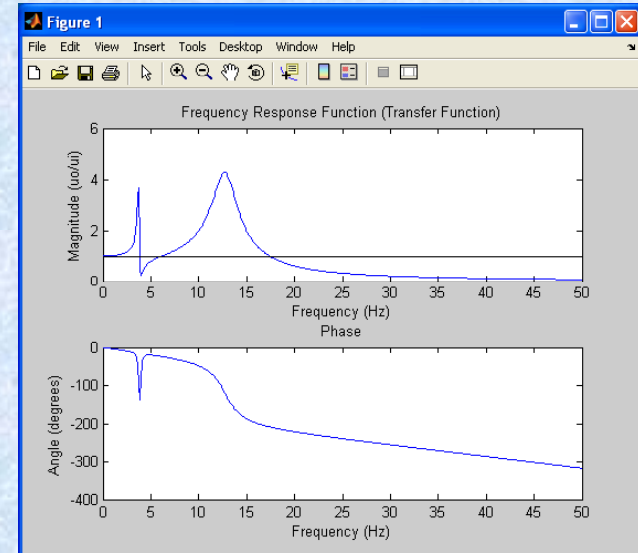 Figure 1
File Edit View Insert Tools Desktop Window Help
Frequency Response Function (Transfer Function)
Magnitude (uo/ui)
6
4
2
0
0 5 10 15 20 25 30 35 40 45 50
Frequency (Hz)
Phase
Angle (degrees)
0
-100
-200
-300
-400
0 5 10 15 20 25 30 35 40 45 50
Frequency (Hz)